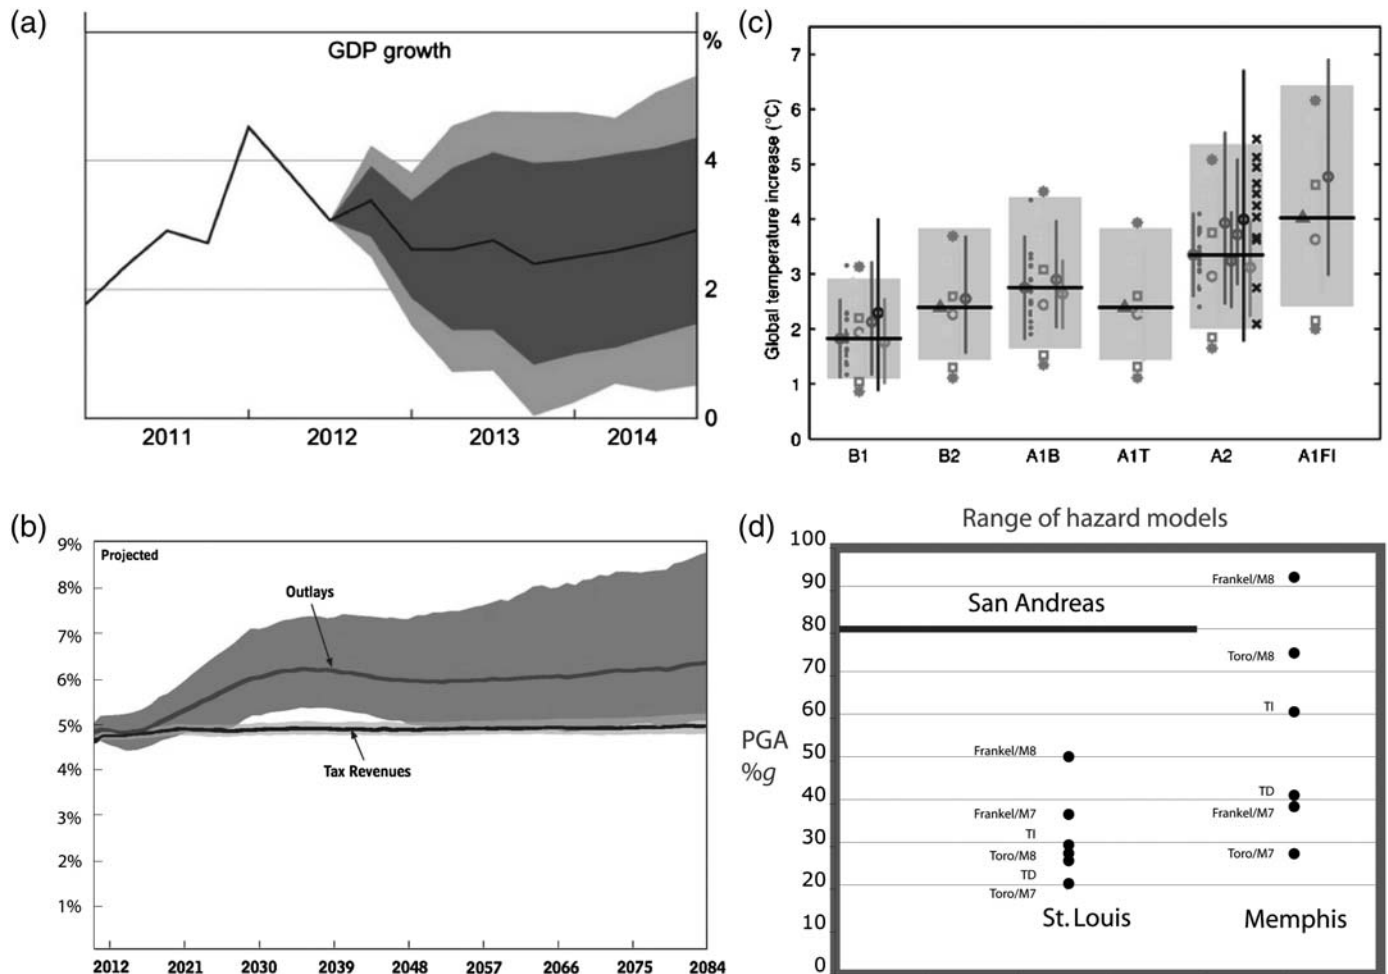 (a)
GDP growth
%
4
2
0
2011 2012 2013 2014
(c)
Global temperature increase (°C)
7
6
5
4
3
2
1
0
B1 B2 A1B A1T A2 A1FI
(b)
9%
8%
7%
6%
5%
4%
3%
2%
1%
Projected
Outlays
Tax Revenues
2012 2021 2030 2039 2048 2057 2066 2075 2084
(d)
Range of hazard models
100
90
80
70
60
50
40
30
20
10
0
PGA
%g
San Andreas
Frankel/M8
Frankel/M7
TI
Toro/M8
TD
Toro/M7
St. Louis
Frankel/M8
Toro/M8
TI
TD
Frankel/M7
Toro/M7
Memphis